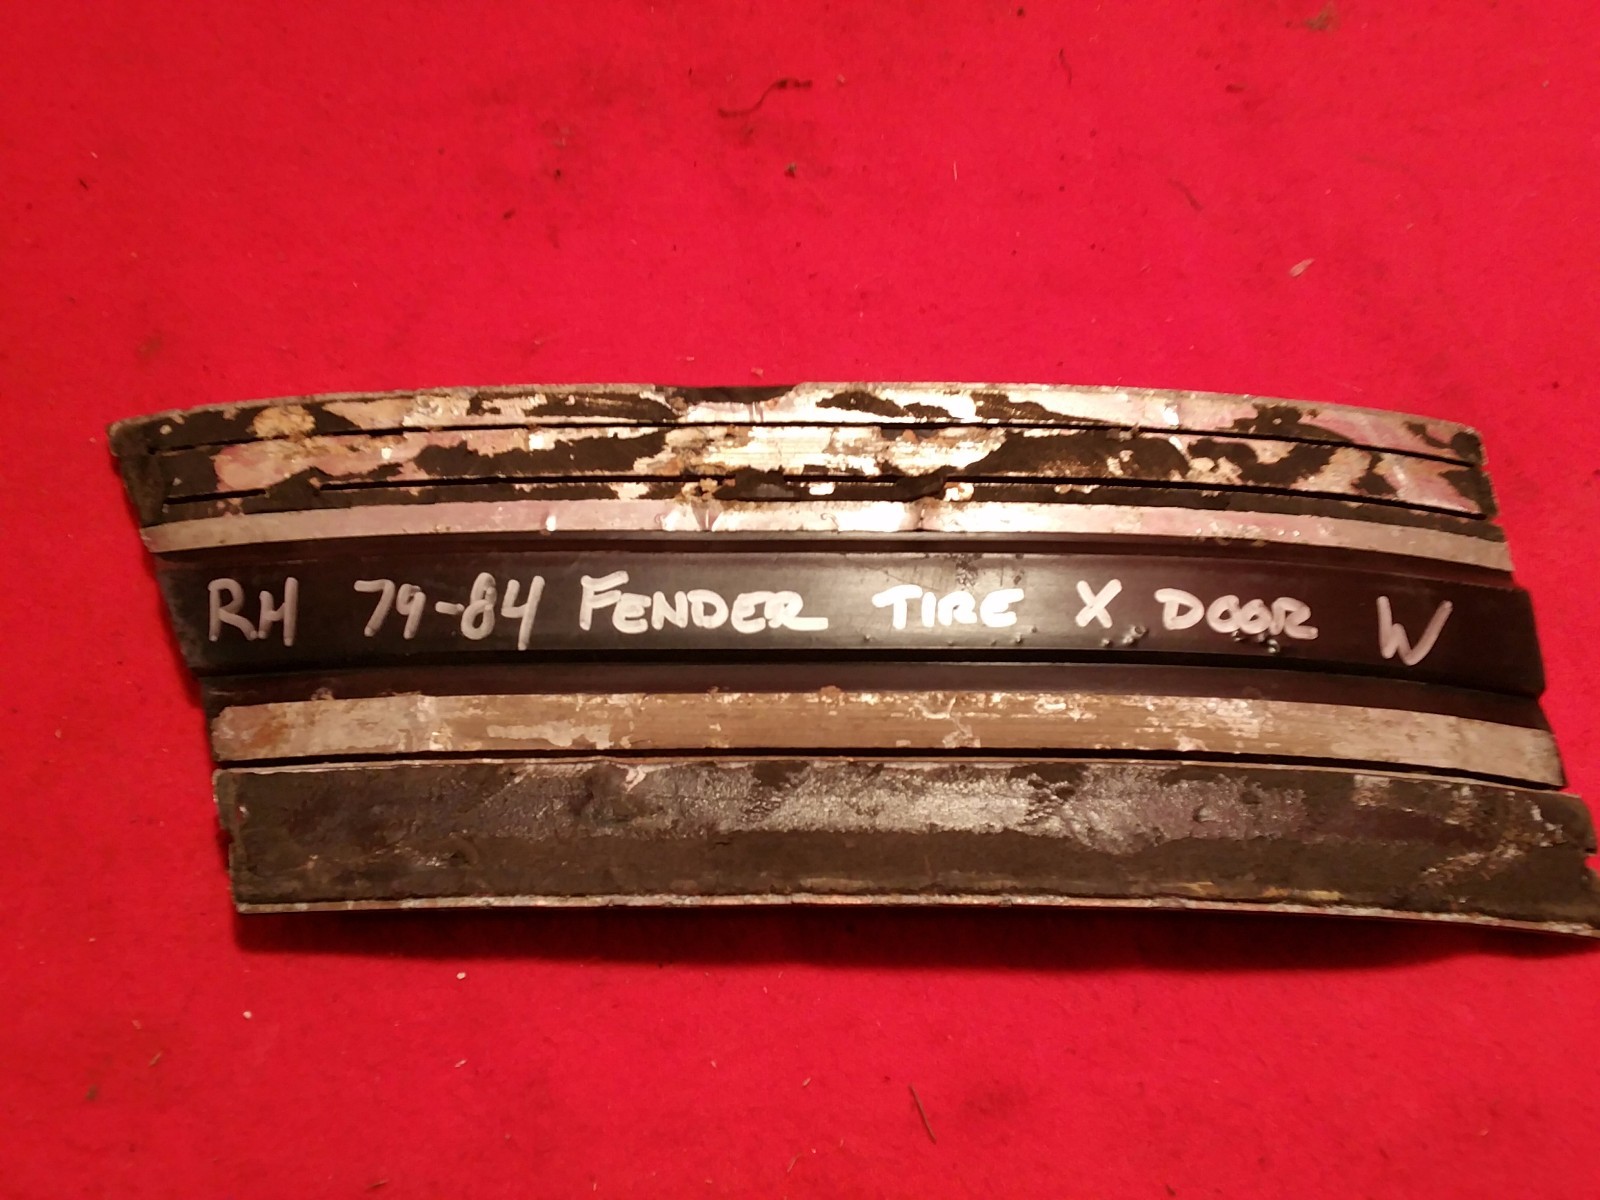 RH 79-84 FENDER TIRE X DOOR W